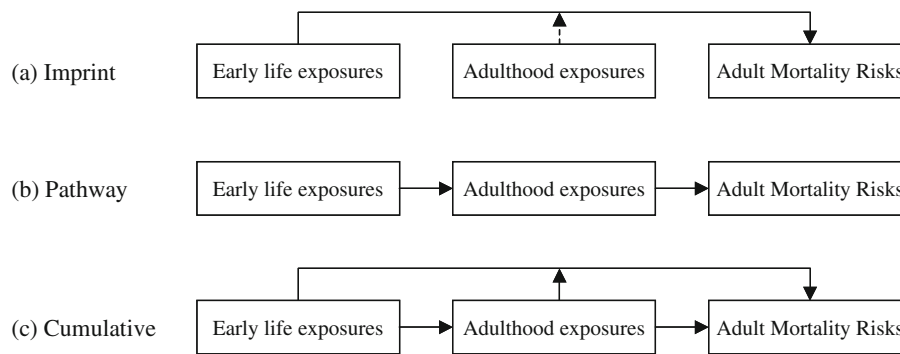 (a) Imprint
Early life exposures
Adulthood exposures
Adult Mortality Risks
(b) Pathway
Early life exposures
Adulthood exposures
Adult Mortality Risks
(c) Cumulative
Early life exposures
Adulthood exposures
Adult Mortality Risks